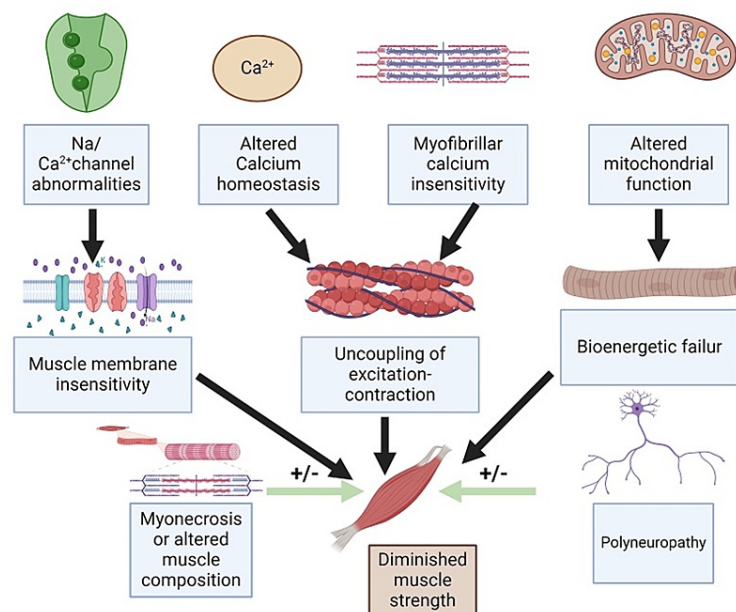 Ca²⁺
Na/
Ca²⁺channel
abnormalities
Altered
Calcium
homeostasis
Myofibrillar
calcium
insensitivity
Altered
mitochondrial
function
K
Na
Muscle membrane
insensitivity
Uncoupling of
excitation-
contraction
Bioenergetic failur
+/-
+/-
Myonecrosis
or altered
muscle
composition
Diminished
muscle
strength
Polyneuropathy